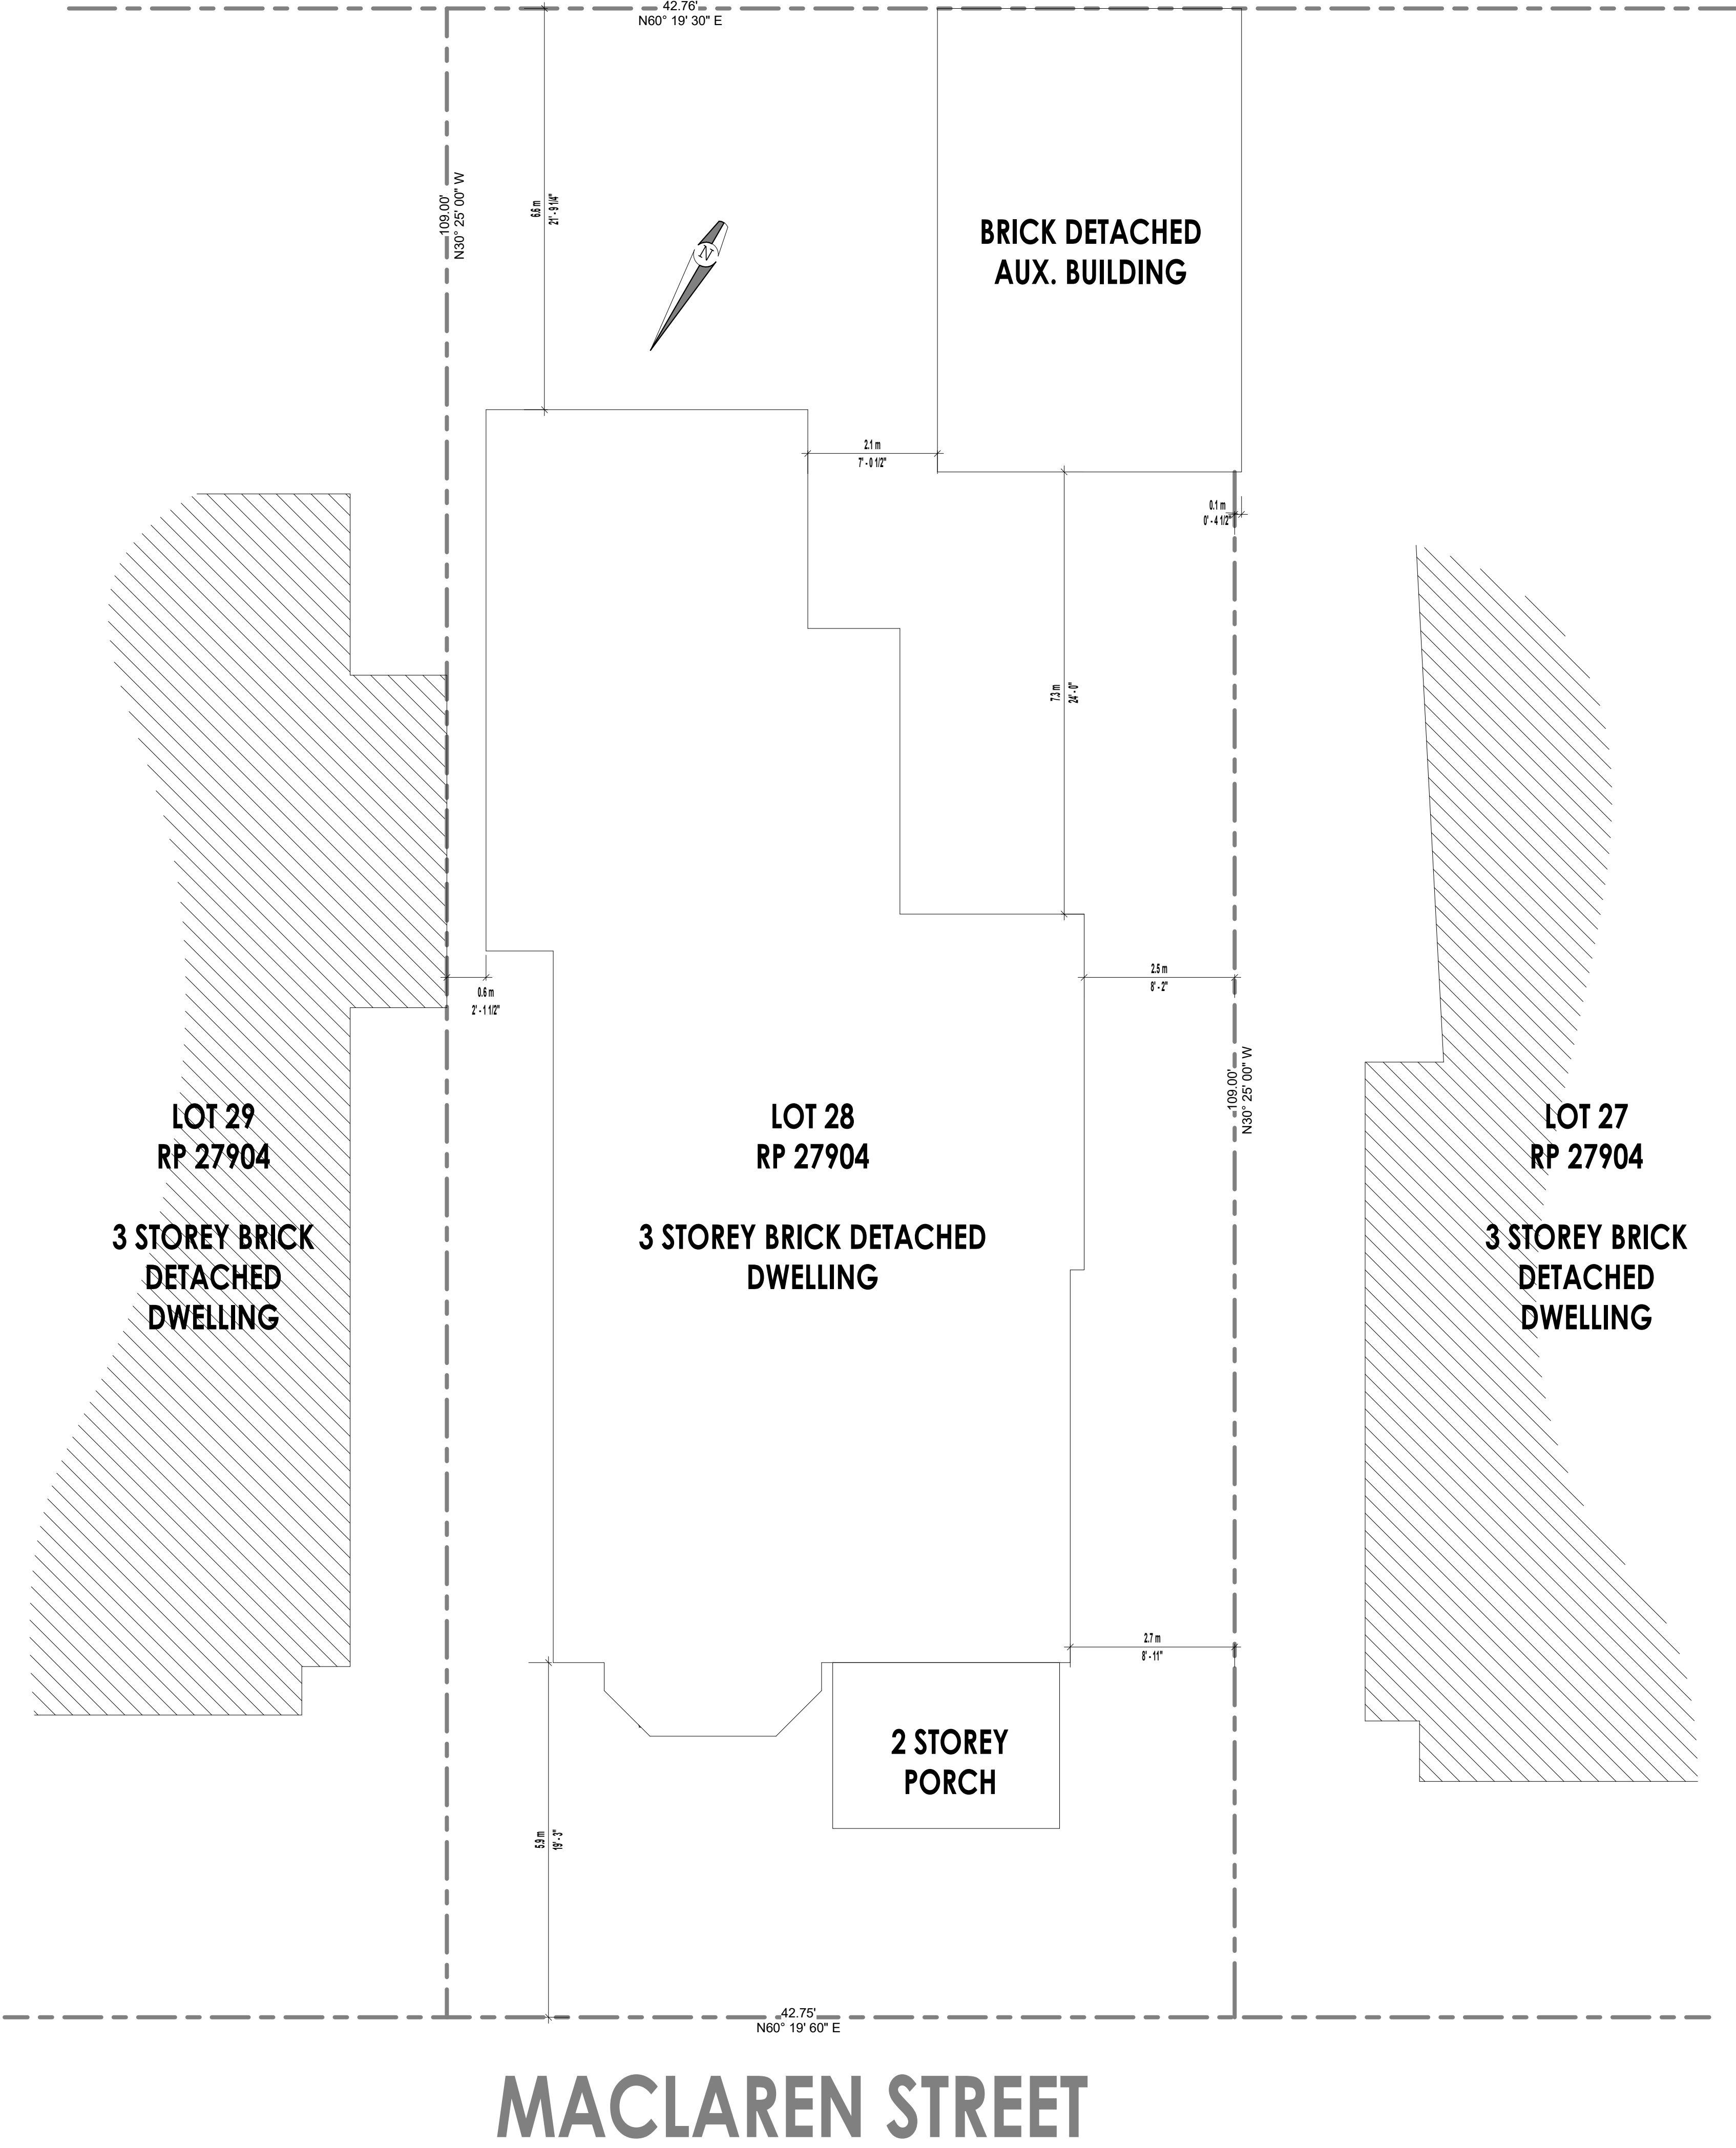 42.76'
N60° 19' 30" E
109.00'
N30° 25' 00" W
6.6 m
21' - 9 1/4"
N
BRICK DETACHED
AUX. BUILDING
2.1 m
7' - 0 1/2"
0.1 m
0' - 4 1/2"
7.3 m
24' - 0"
0.6 m
2' - 1 1/2"
2.5 m
8' - 2"
109.00'
N30° 25' 00" W
LOT 29
RP 27904
3 STOREY BRICK
DETACHED
DWELLING
LOT 28
RP 27904
3 STOREY BRICK DETACHED
DWELLING
LOT 27
RP 27904
3 STOREY BRICK
DETACHED
DWELLING
2.7 m
8' - 11"
2 STOREY
PORCH
5.9 m
19' - 3"
42.75'
N60° 19' 60" E
MACLAREN STREET